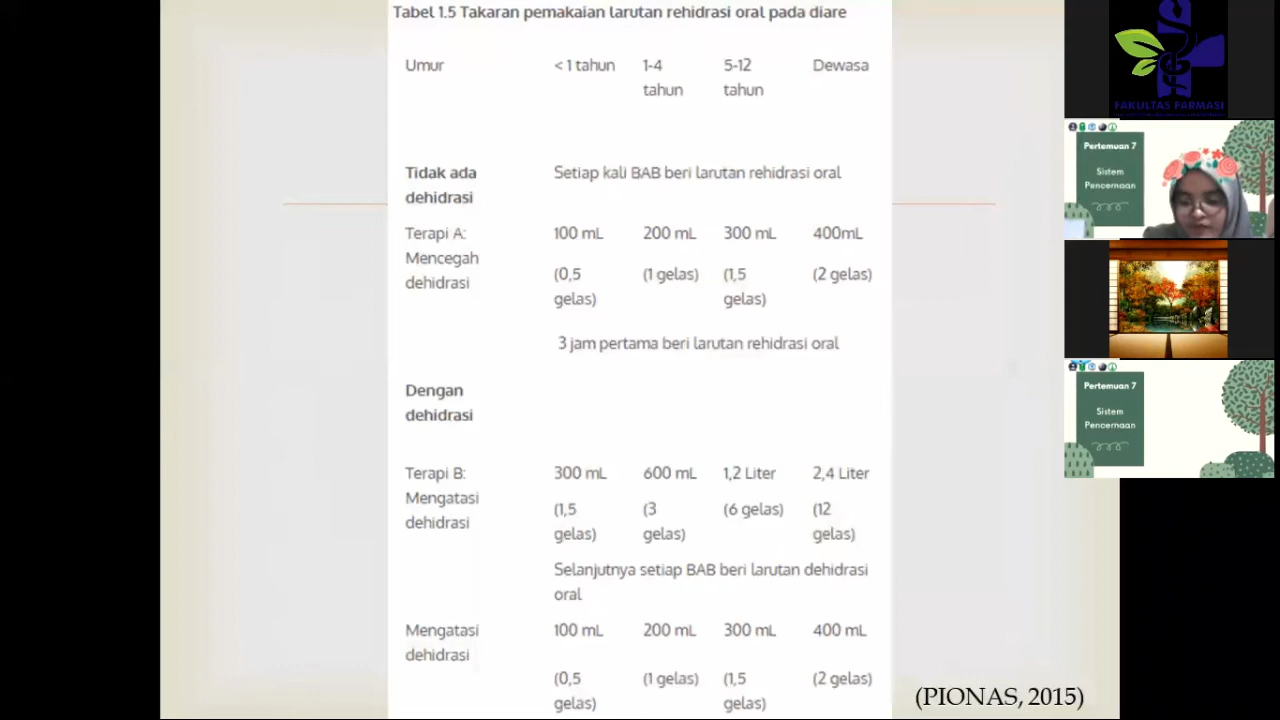 Tabel 1.5 Takaran pemakaian larutan rehidrasi oral pada diare
Umur < 1 tahun 1-4 tahun 5-12 tahun Dewasa
Tidak ada dehidrasi
Setiap kali BAB beri larutan rehidrasi oral
Terapi A: Mencegah dehidrasi
100 mL 200 mL 300 mL 400mL
(0,5 gelas) (1 gelas) (1,5 gelas) (2 gelas)
3 jam pertama beri larutan rehidrasi oral
Dengan dehidrasi
Terapi B: Mengatasi dehidrasi
300 mL 600 mL 1,2 Liter 2,4 Liter
(1,5 gelas) (3 gelas) (6 gelas) (12 gelas)
Selanjutnya setiap BAB beri larutan dehidrasi
oral
Mengatasi dehidrasi
100 mL 200 mL 300 mL 400 mL
(0,5 gelas) (1 gelas) (1,5 gelas) (2 gelas)
(PIONAS, 2015)
FAKULTAS FARMASI
Pertemuan 7
Sistem
Pencernaan
Pertemuan 7
Sistem
Pencernaan